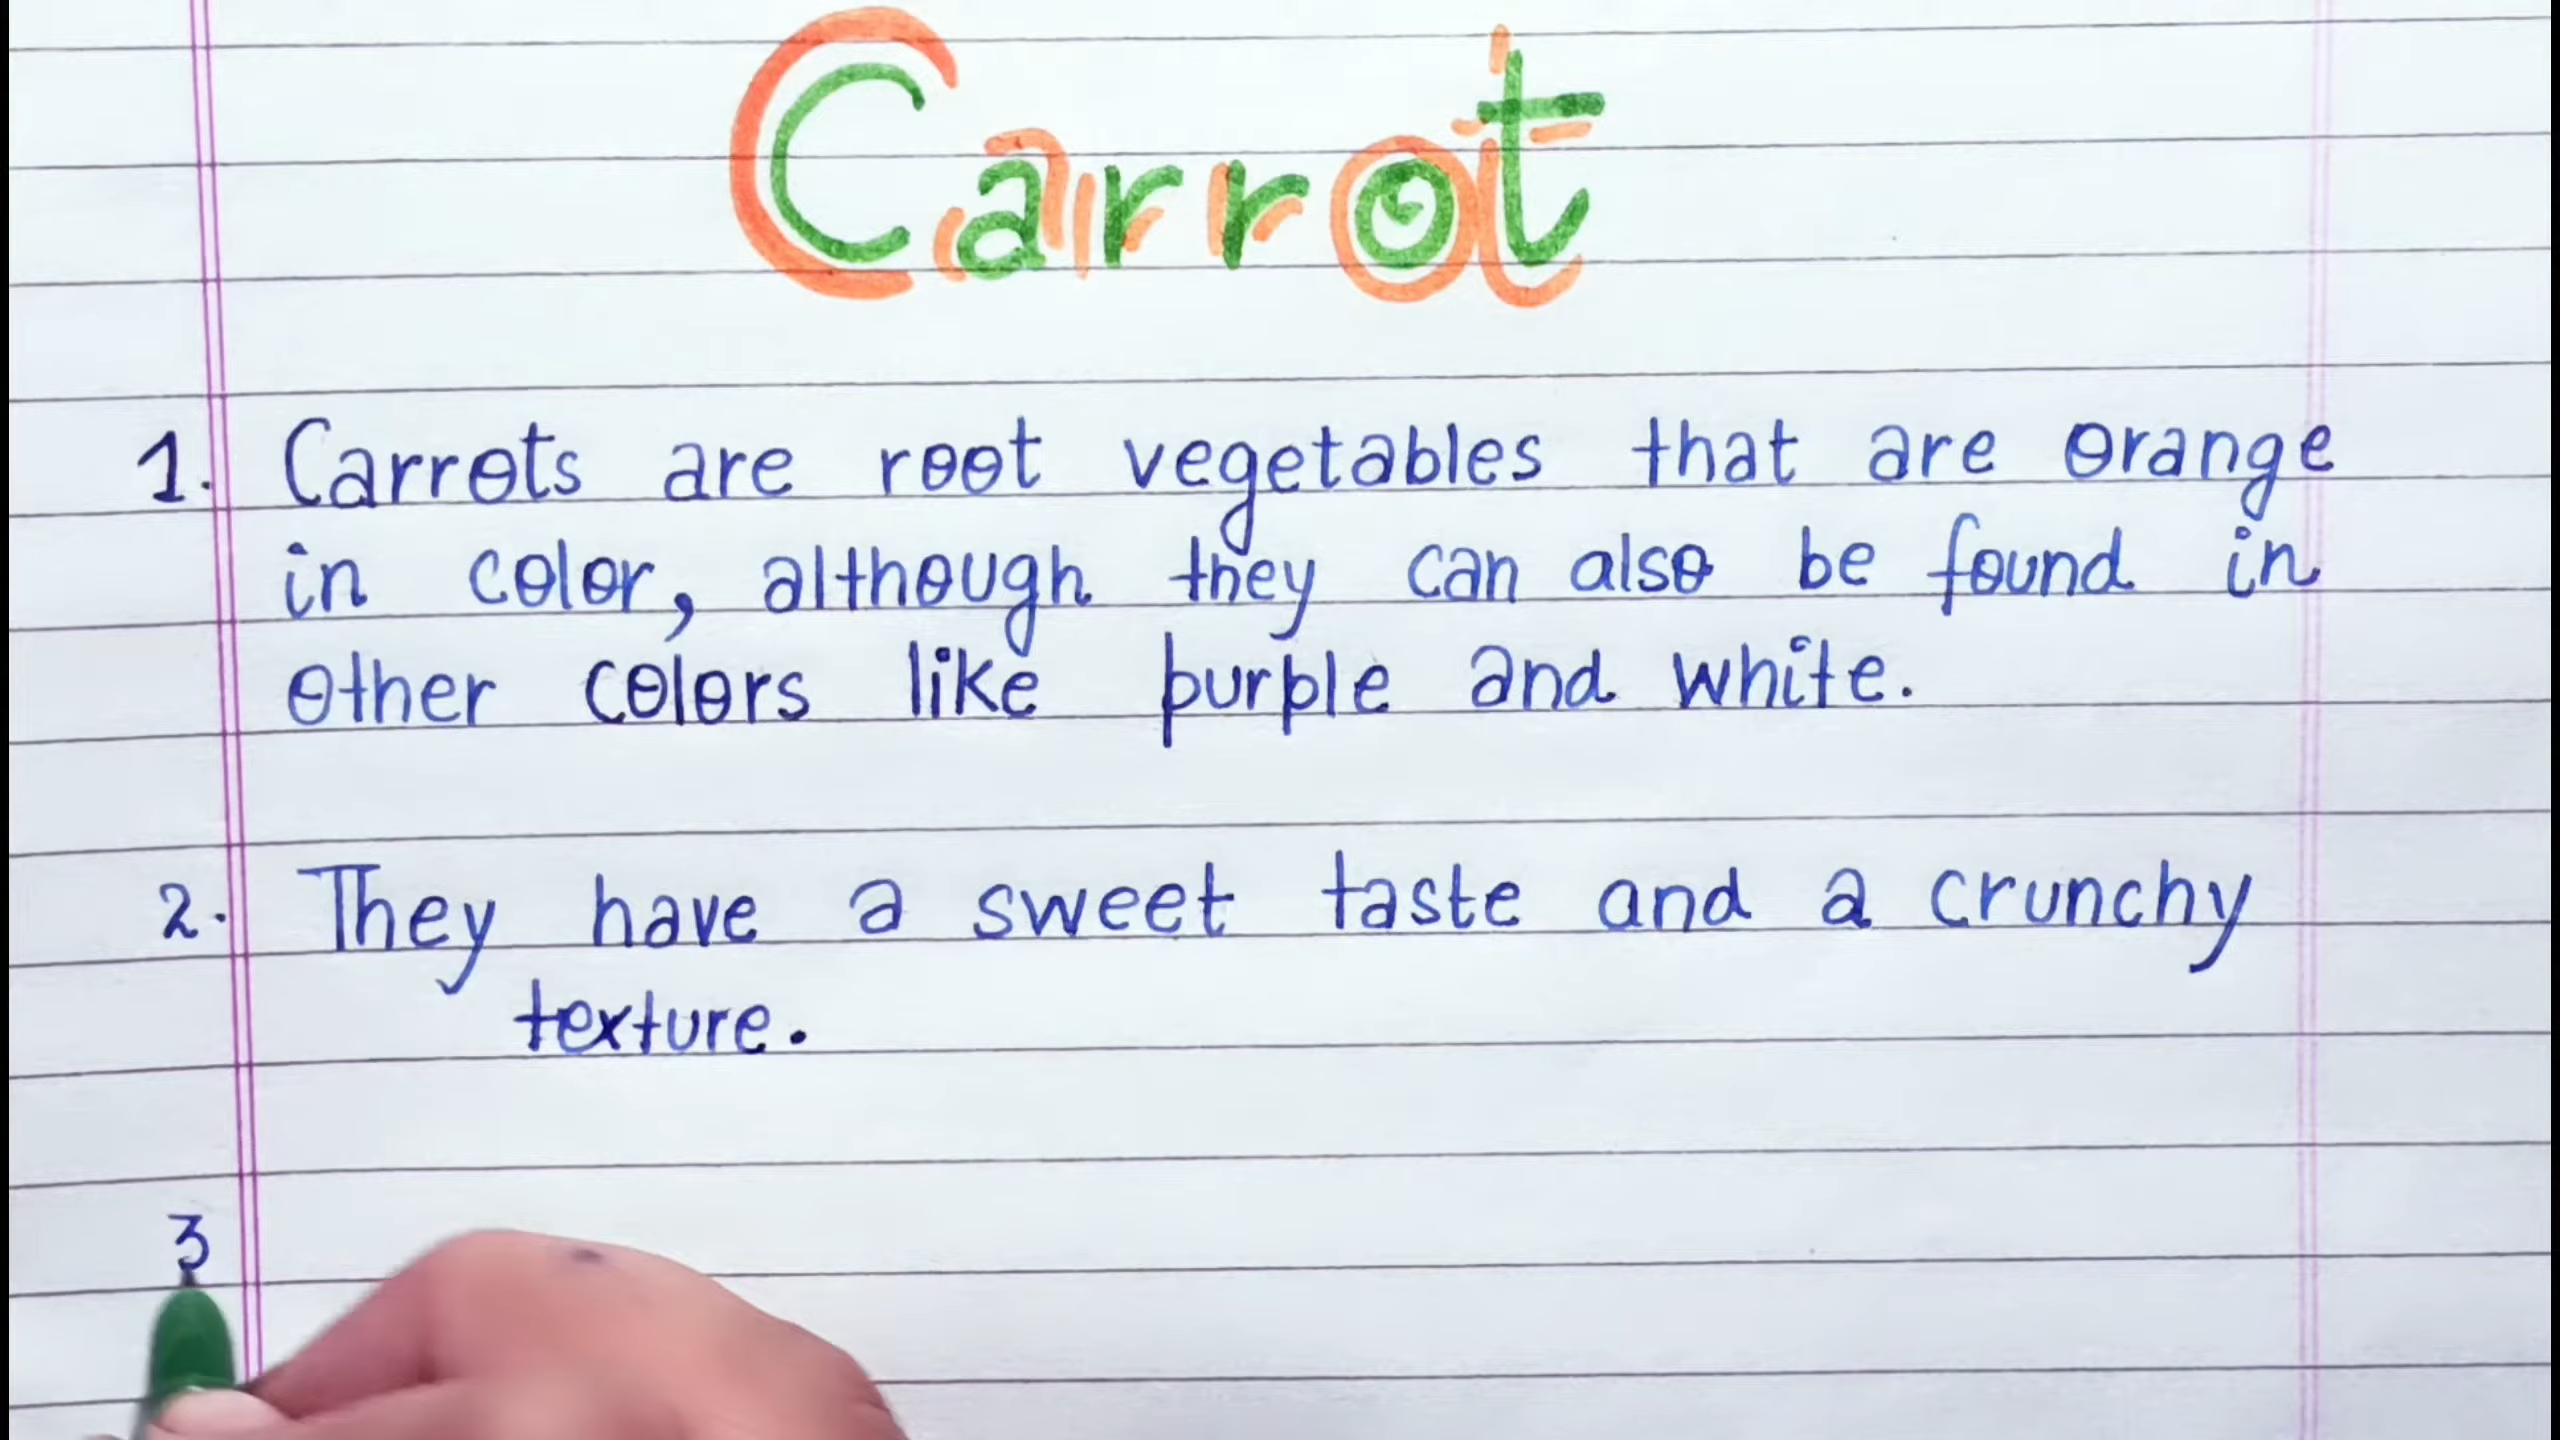 Carrot
1. Carrots are root vegetables that are orange
in color, although they can also be found in
other colors like purple and white.
2. They have a sweet taste and a crunchy
texture.
3